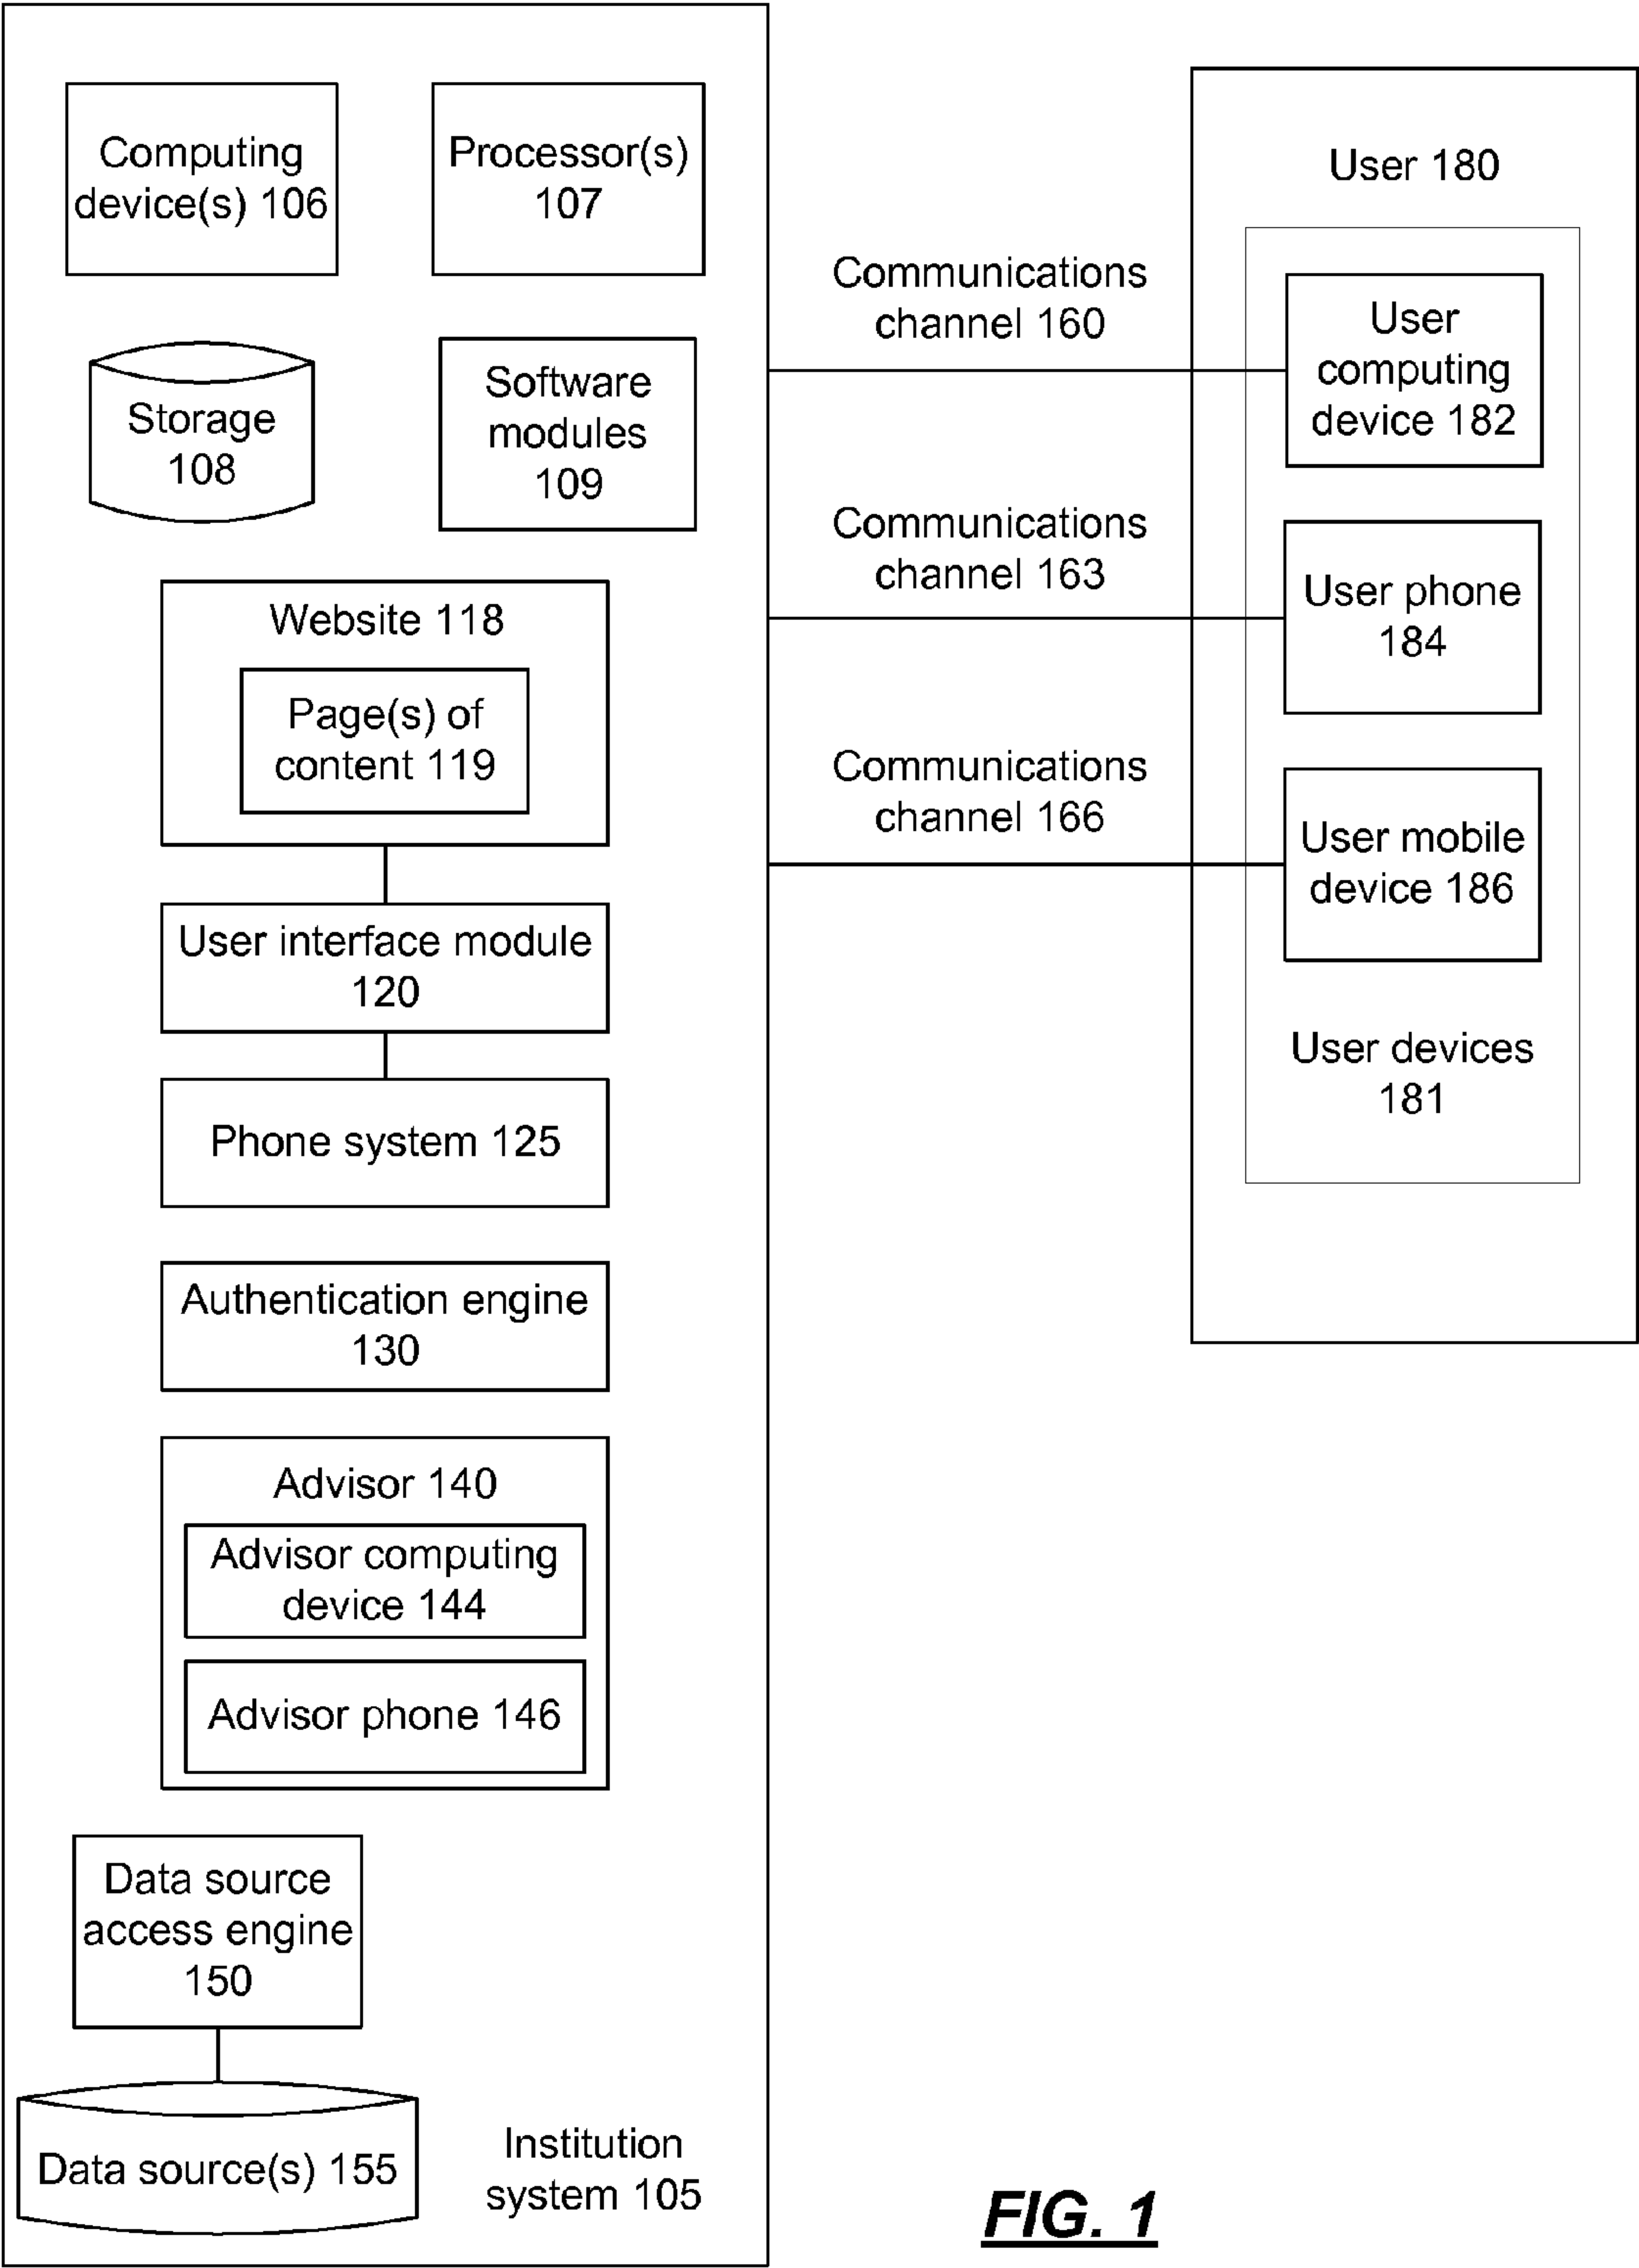 Computing
device(s) 106
Processor(s)
107
Storage
108
Software
modules
109
Website 118
Page(s) of
content 119
User interface module
120
Phone system 125
Authentication engine
130
Advisor 140
Advisor computing
device 144
Advisor phone 146
Data source
access engine
150
Data source(s) 155
Institution
system 105
Communications
channel 160
Communications
channel 163
Communications
channel 166
User 180
User
computing
device 182
User phone
184
User mobile
device 186
User devices
181
FIG. 1